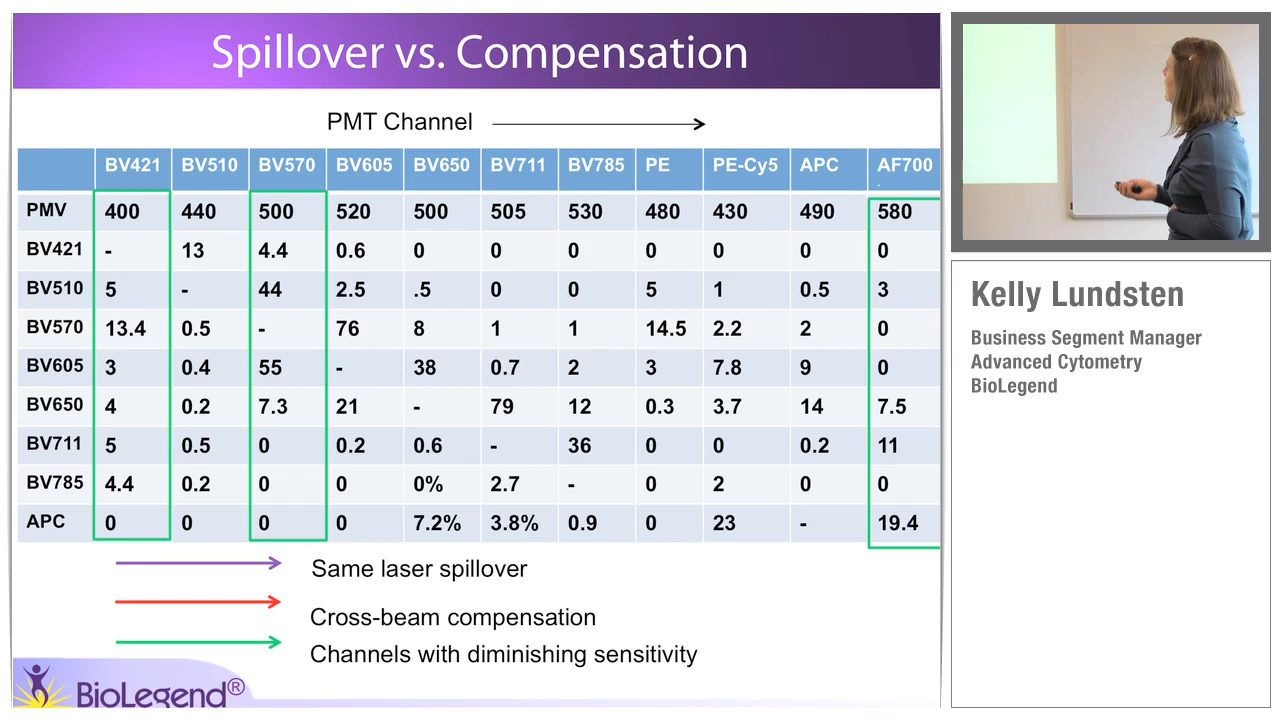 Spillover vs. Compensation
PMT Channel
BV421 BV510 BV570 BV605 BV650 BV711 BV785 PE PE-Cy5 APC AF700
PMV 400 440 500 520 500 505 530 480 430 490 580
BV421 - 13 4.4 0.6 0 0 0 0 0 0 0
BV510 5 - 44 2.5 .5 0 0 5 1 0.5 3
BV570 13.4 0.5 - 76 8 1 1 14.5 2.2 2 0
BV605 3 0.4 55 - 38 0.7 2 3 7.8 9 0
BV650 4 0.2 7.3 21 - 79 12 0.3 3.7 14 7.5
BV711 5 0.5 0 0.2 0.6 - 36 0 0 0.2 11
BV785 4.4 0.2 0 0 0% 2.7 - 0 2 0 0
APC 0 0 0 0 7.2% 3.8% 0.9 0 23 - 19.4
Same laser spillover
Cross-beam compensation
Channels with diminishing sensitivity
BioLegend®
Kelly Lundsten
Business Segment Manager
Advanced Cytometry
BioLegend